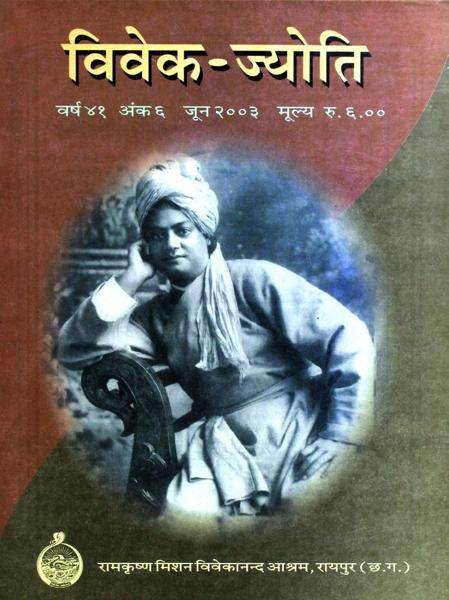 विवेक-ज्योति
वर्ष ४१ अंक ६ जून २००३ मूल्य रु. ६.००
रामकृष्ण मिशन विवेकानन्द आश्रम, रायपुर (छ.ग.)